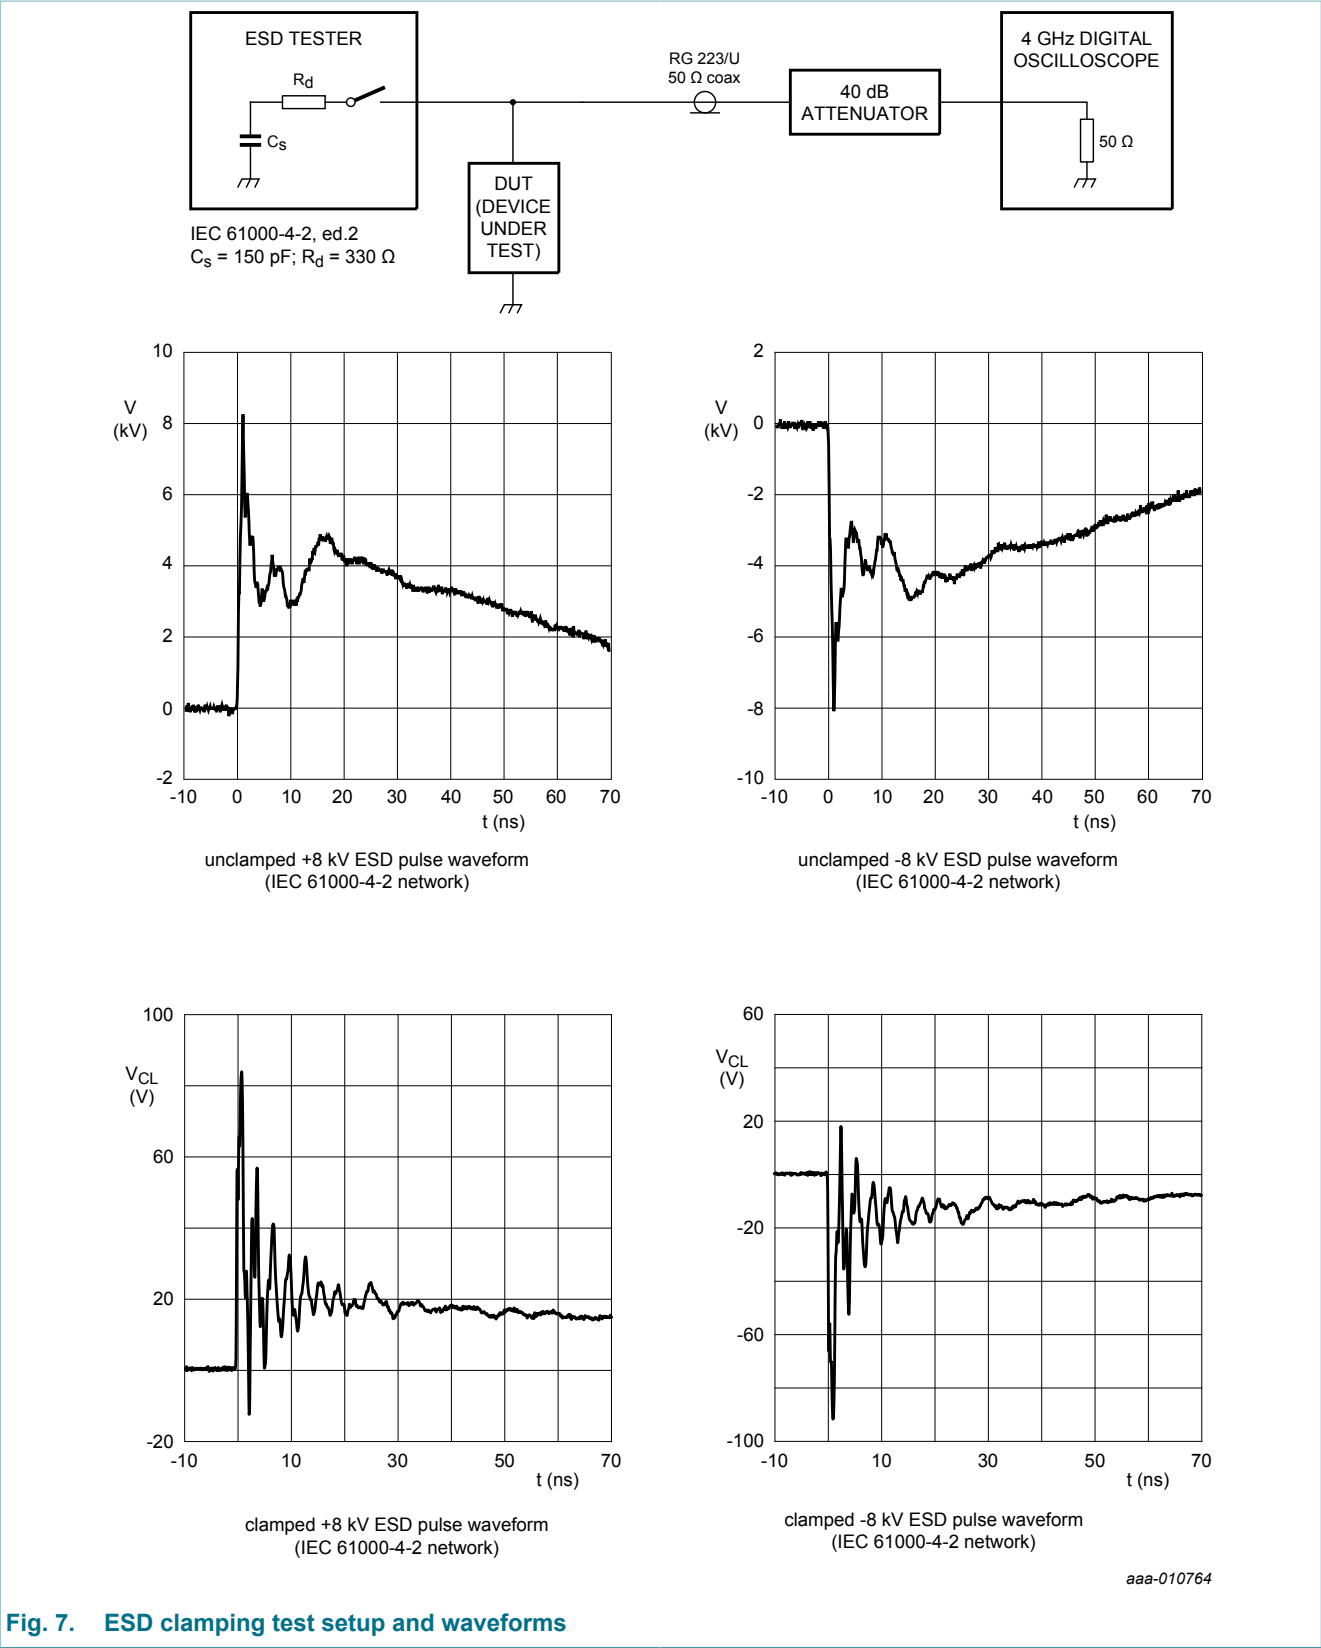 ESD TESTER
Rd
Cs
IEC 61000-4-2, ed.2
Cs = 150 pF; Rd = 330 Ω
DUT
(DEVICE
UNDER
TEST)
RG 223/U
50 Ω coax
40 dB
ATTENUATOR
4 GHz DIGITAL
OSCILLOSCOPE
50 Ω
V
(kV)
10
8
6
4
2
0
-2
-10 0 10 20 30 40 50 60 70
t (ns)
unclamped +8 kV ESD pulse waveform
(IEC 61000-4-2 network)
V
(kV)
2
0
-2
-4
-6
-8
-10
-10 0 10 20 30 40 50 60 70
t (ns)
unclamped -8 kV ESD pulse waveform
(IEC 61000-4-2 network)
VCL
(V)
100
60
20
-20
-10 10 30 50 70
t (ns)
clamped +8 kV ESD pulse waveform
(IEC 61000-4-2 network)
VCL
(V)
60
20
-20
-60
-100
-10 10 30 50 70
t (ns)
clamped -8 kV ESD pulse waveform
(IEC 61000-4-2 network)
aaa-010764
Fig. 7. ESD clamping test setup and waveforms